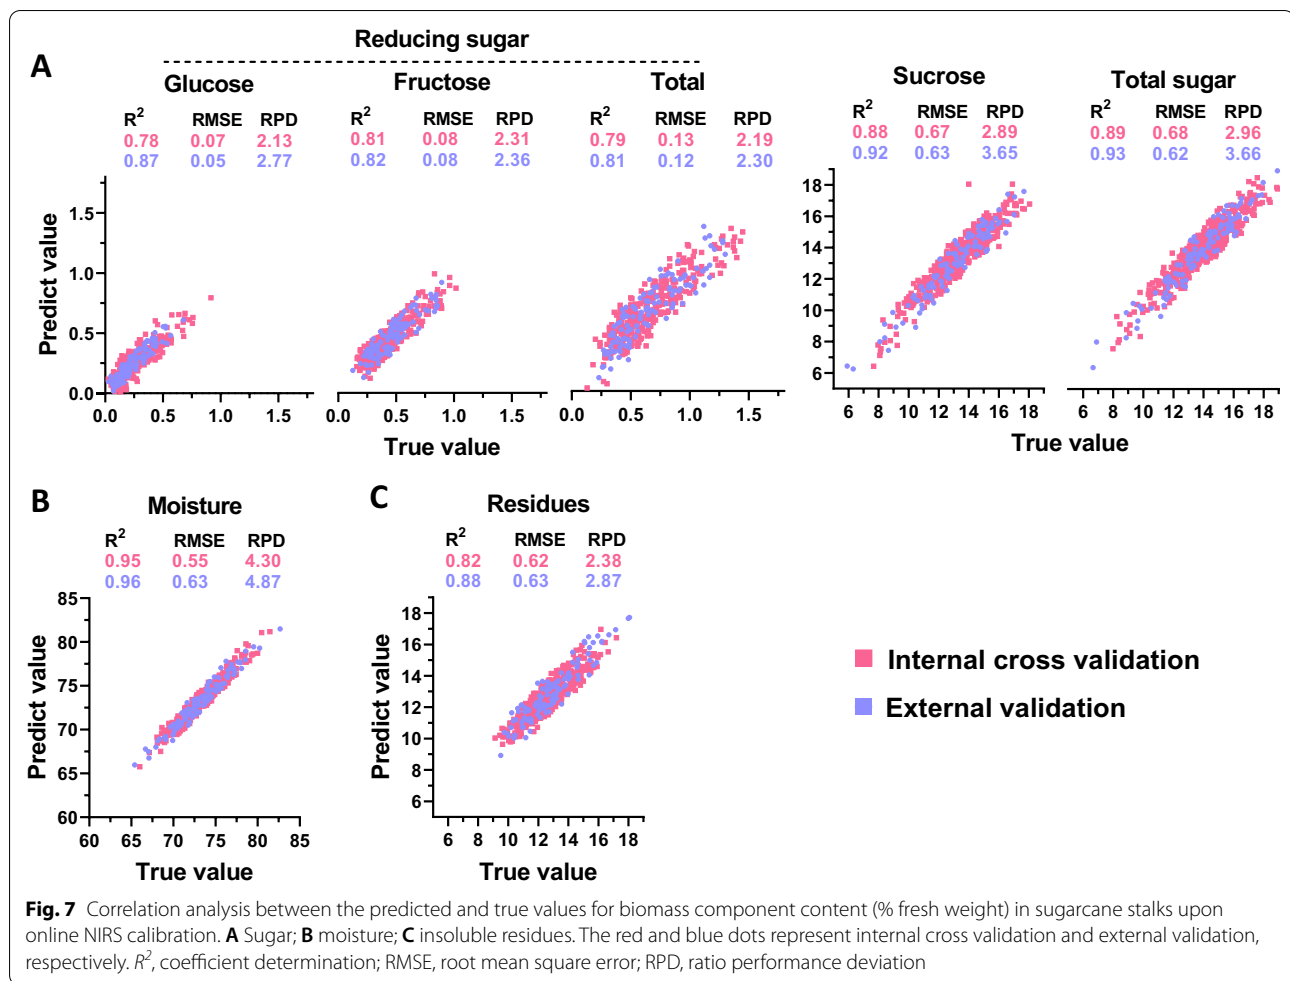 A
Reducing sugar
Glucose
R2 RMSE RPD
0.78 0.07 2.13
0.87 0.05 2.77
Fructose
R2 RMSE RPD
0.81 0.08 2.31
0.82 0.08 2.36
Total
R2 RMSE RPD
0.79 0.13 2.19
0.81 0.12 2.30
Sucrose
R2 RMSE RPD
0.88 0.67 2.89
0.92 0.63 3.65
Total sugar
R2 RMSE RPD
0.89 0.68 2.96
0.93 0.62 3.66
Predict value
1.5
1.0
0.5
0.0
0.0 0.5 1.0 1.5
0.0 0.5 1.0 1.5
0.0 0.5 1.0 1.5
True value
18
16
14
12
10
8
6
6 8 10 12 14 16 18
6 8 10 12 14 16 18
True value
B
Moisture
R2 RMSE RPD
0.95 0.55 4.30
0.96 0.63 4.87
Predict value
85
80
75
70
65
60
60 65 70 75 80 85
True value
C
Residues
R2 RMSE RPD
0.82 0.62 2.38
0.88 0.63 2.87
Predict value
18
16
14
12
10
8
6
6 8 10 12 14 16 18
True value
Internal cross validation
External validation
Fig. 7 Correlation analysis between the predicted and true values for biomass component content (% fresh weight) in sugarcane stalks upon
online NIRS calibration. A Sugar; B moisture; C insoluble residues. The red and blue dots represent internal cross validation and external validation,
respectively. R2, coefficient determination; RMSE, root mean square error; RPD, ratio performance deviation